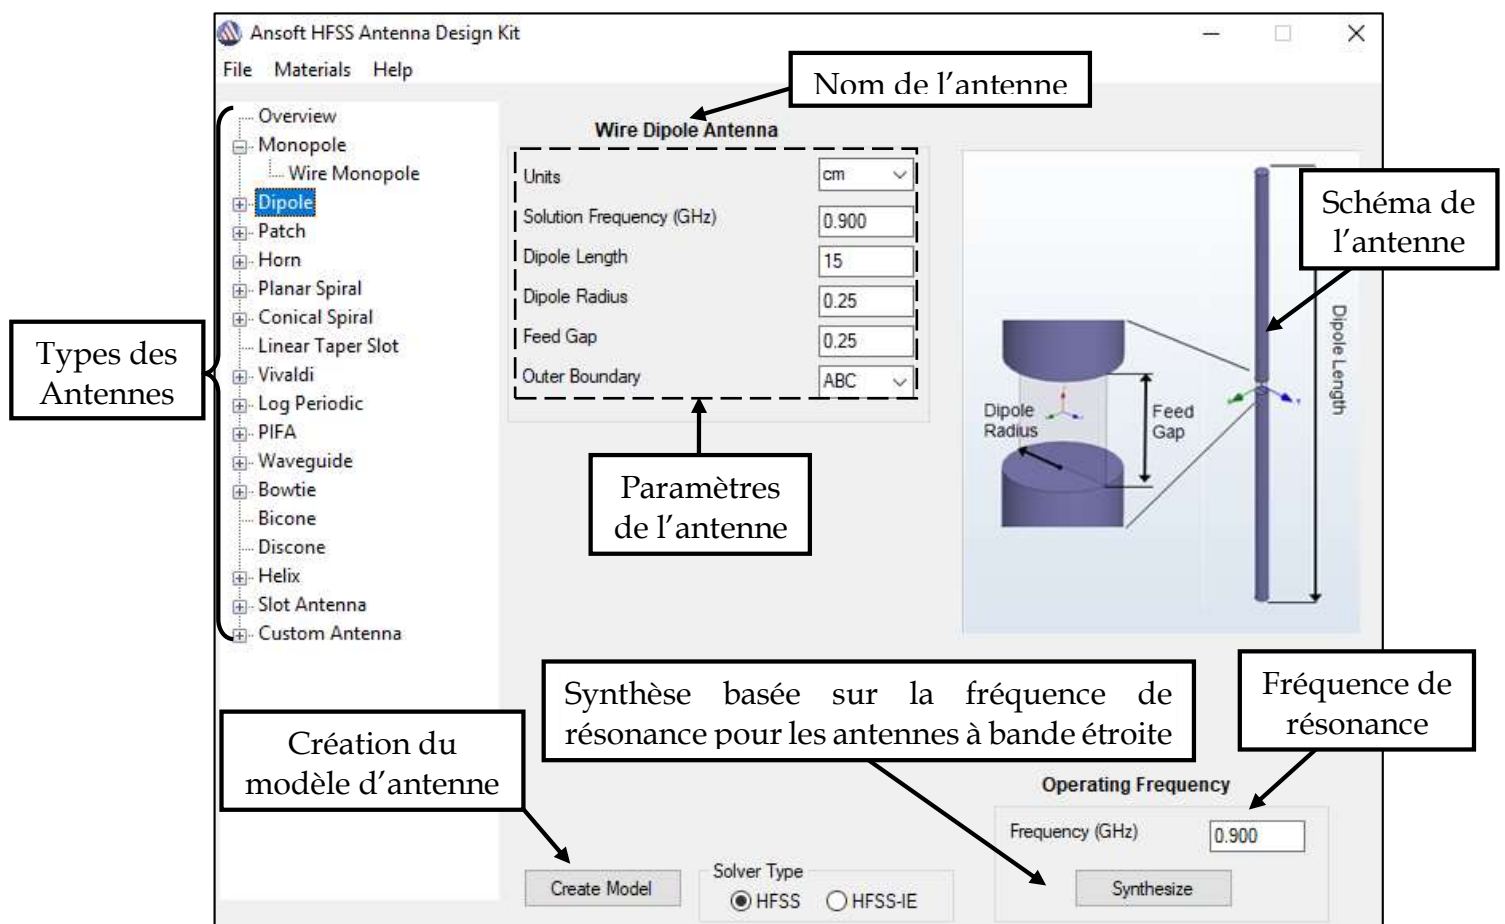 Ansoft HFSS Antenna Design Kit
File Materials Help
Nom de l’antenne
Types des
Antennes
Overview
Monopole
Wire Monopole
Dipole
Patch
Horn
Planar Spiral
Conical Spiral
Linear Taper Slot
Vivaldi
Log Periodic
PIFA
Waveguide
Bowtie
Bicone
Discone
Helix
Slot Antenna
Custom Antenna
Wire Dipole Antenna
Units cm
Solution Frequency (GHz) 0.900
Dipole Length 15
Dipole Radius 0.25
Feed Gap 0.25
Outer Boundary ABC
Paramètres
de l’antenne
Schéma de
l’antenne
Dipole Length
Dipole
Radius
Feed
Gap
Synthèse basée sur la fréquence de
résonance pour les antennes à bande étroite
Fréquence de
résonance
Création du
modèle d’antenne
Operating Frequency
Frequency (GHz) 0.900
Create Model
Solver Type
HFSS HFSS-IE
Synthesize